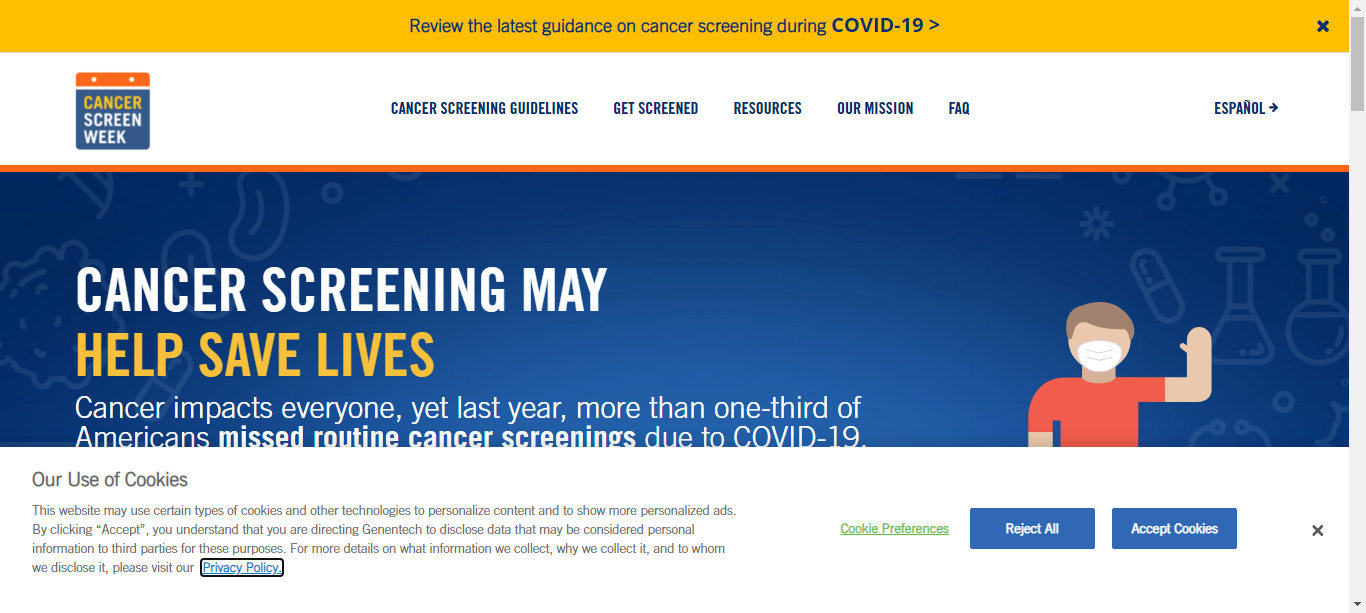 Review the latest guidance on cancer screening during COVID-19 >
CANCER
SCREEN
WEEK
CANCER SCREENING GUIDELINES
GET SCREENED
RESOURCES
OUR MISSION
FAQ
ESPAÑOL →
CANCER SCREENING MAY
HELP SAVE LIVES
Cancer impacts everyone, yet last year, more than one-third of
Americans missed routine cancer screenings due to COVID-19.
Our Use of Cookies
This website may use certain types of cookies and other technologies to personalize content and to show more personalized ads.
By clicking “Accept”, you understand that you are directing Genentech to disclose data that may be considered personal
information to third parties for these purposes. For more details on what information we collect, why we collect it, and to whom
we disclose it, please visit our Privacy Policy.
Cookie Preferences
Reject All
Accept Cookies